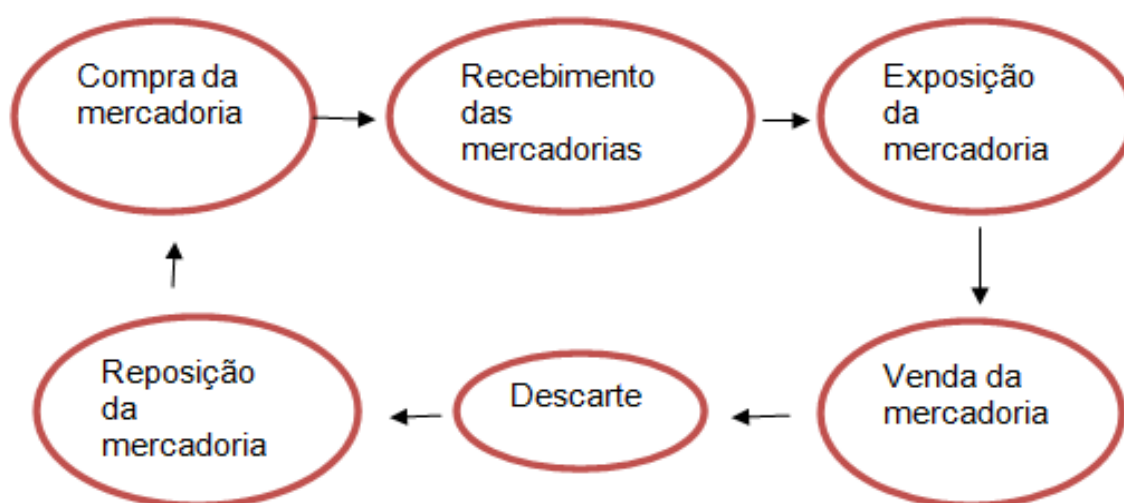 Compra da
mercadoria
Recebimento
das
mercadorias
Exposição
da
mercadoria
Venda da
mercadoria
Descarte
Reposição
da
mercadoria